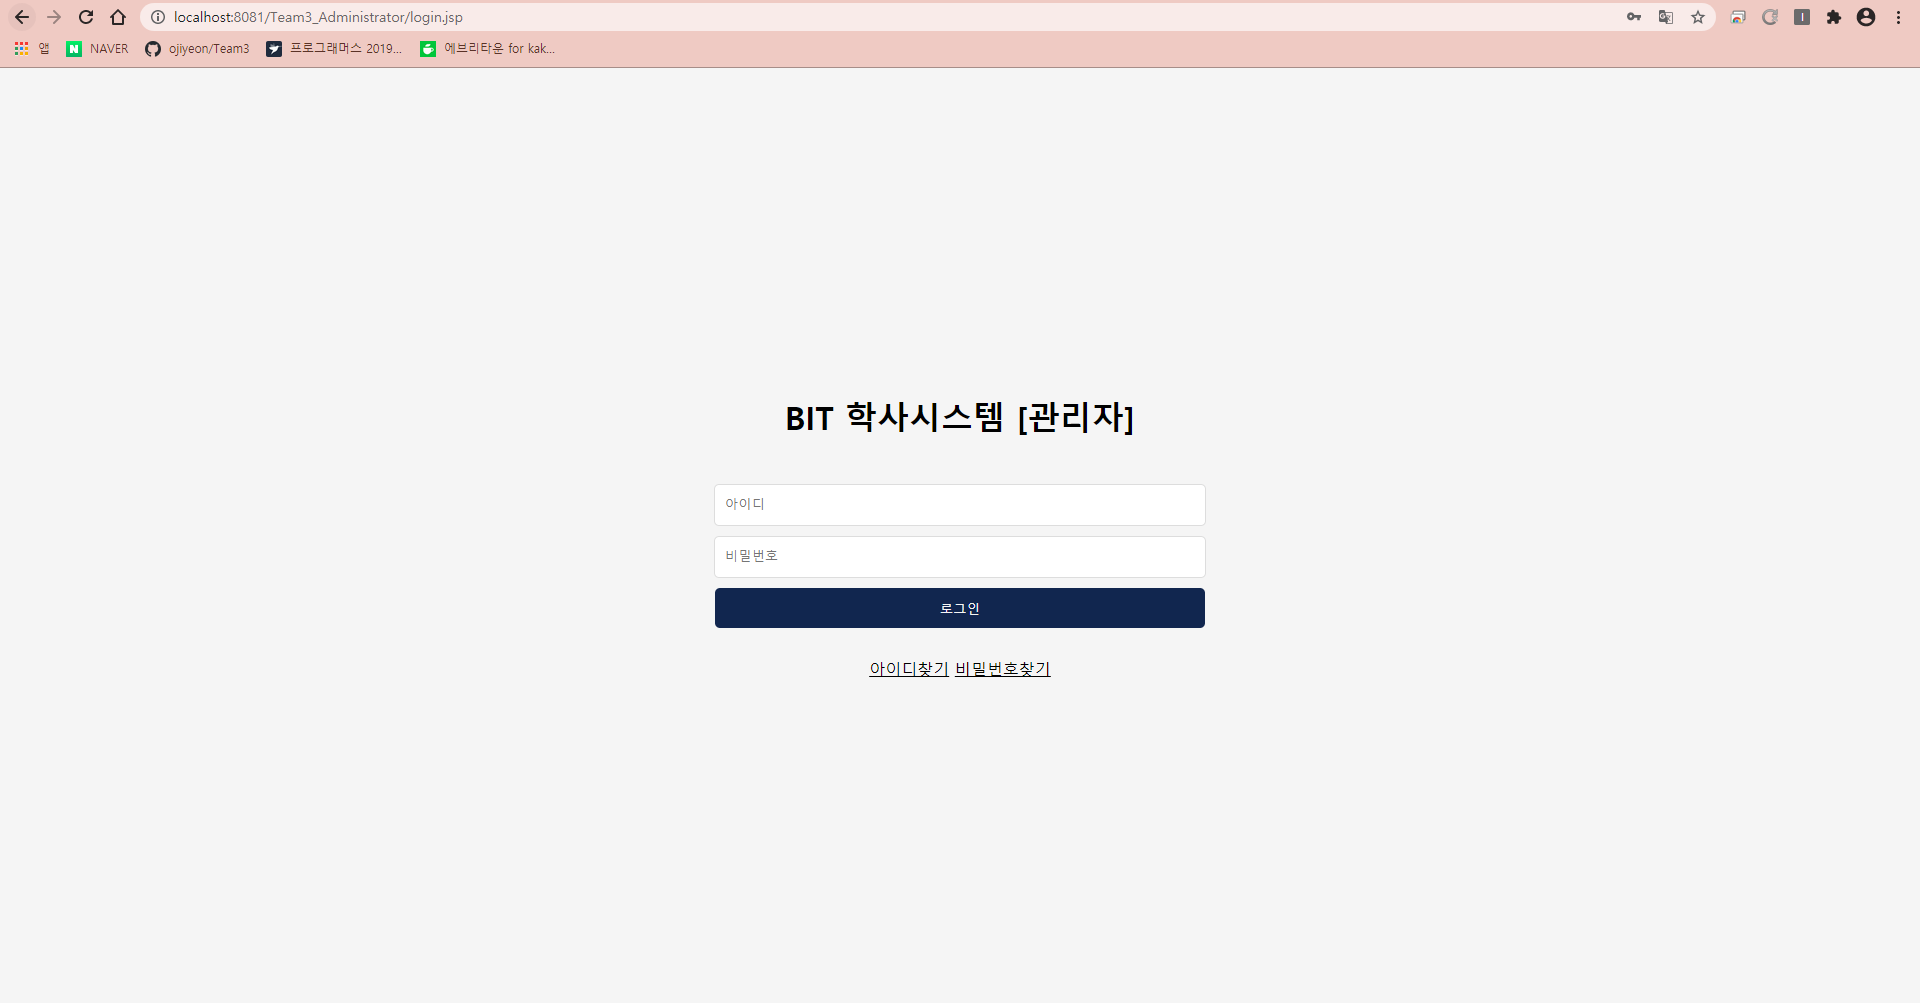 localhost:8081/Team3_Administrator/login.jsp
앱 NAVER ojiyeon/Team3 프로그래머스 2019... 에브리타운 for kak...
BIT 학사시스템 [관리자]
아이디
비밀번호
로그인
아이디찾기 비밀번호찾기